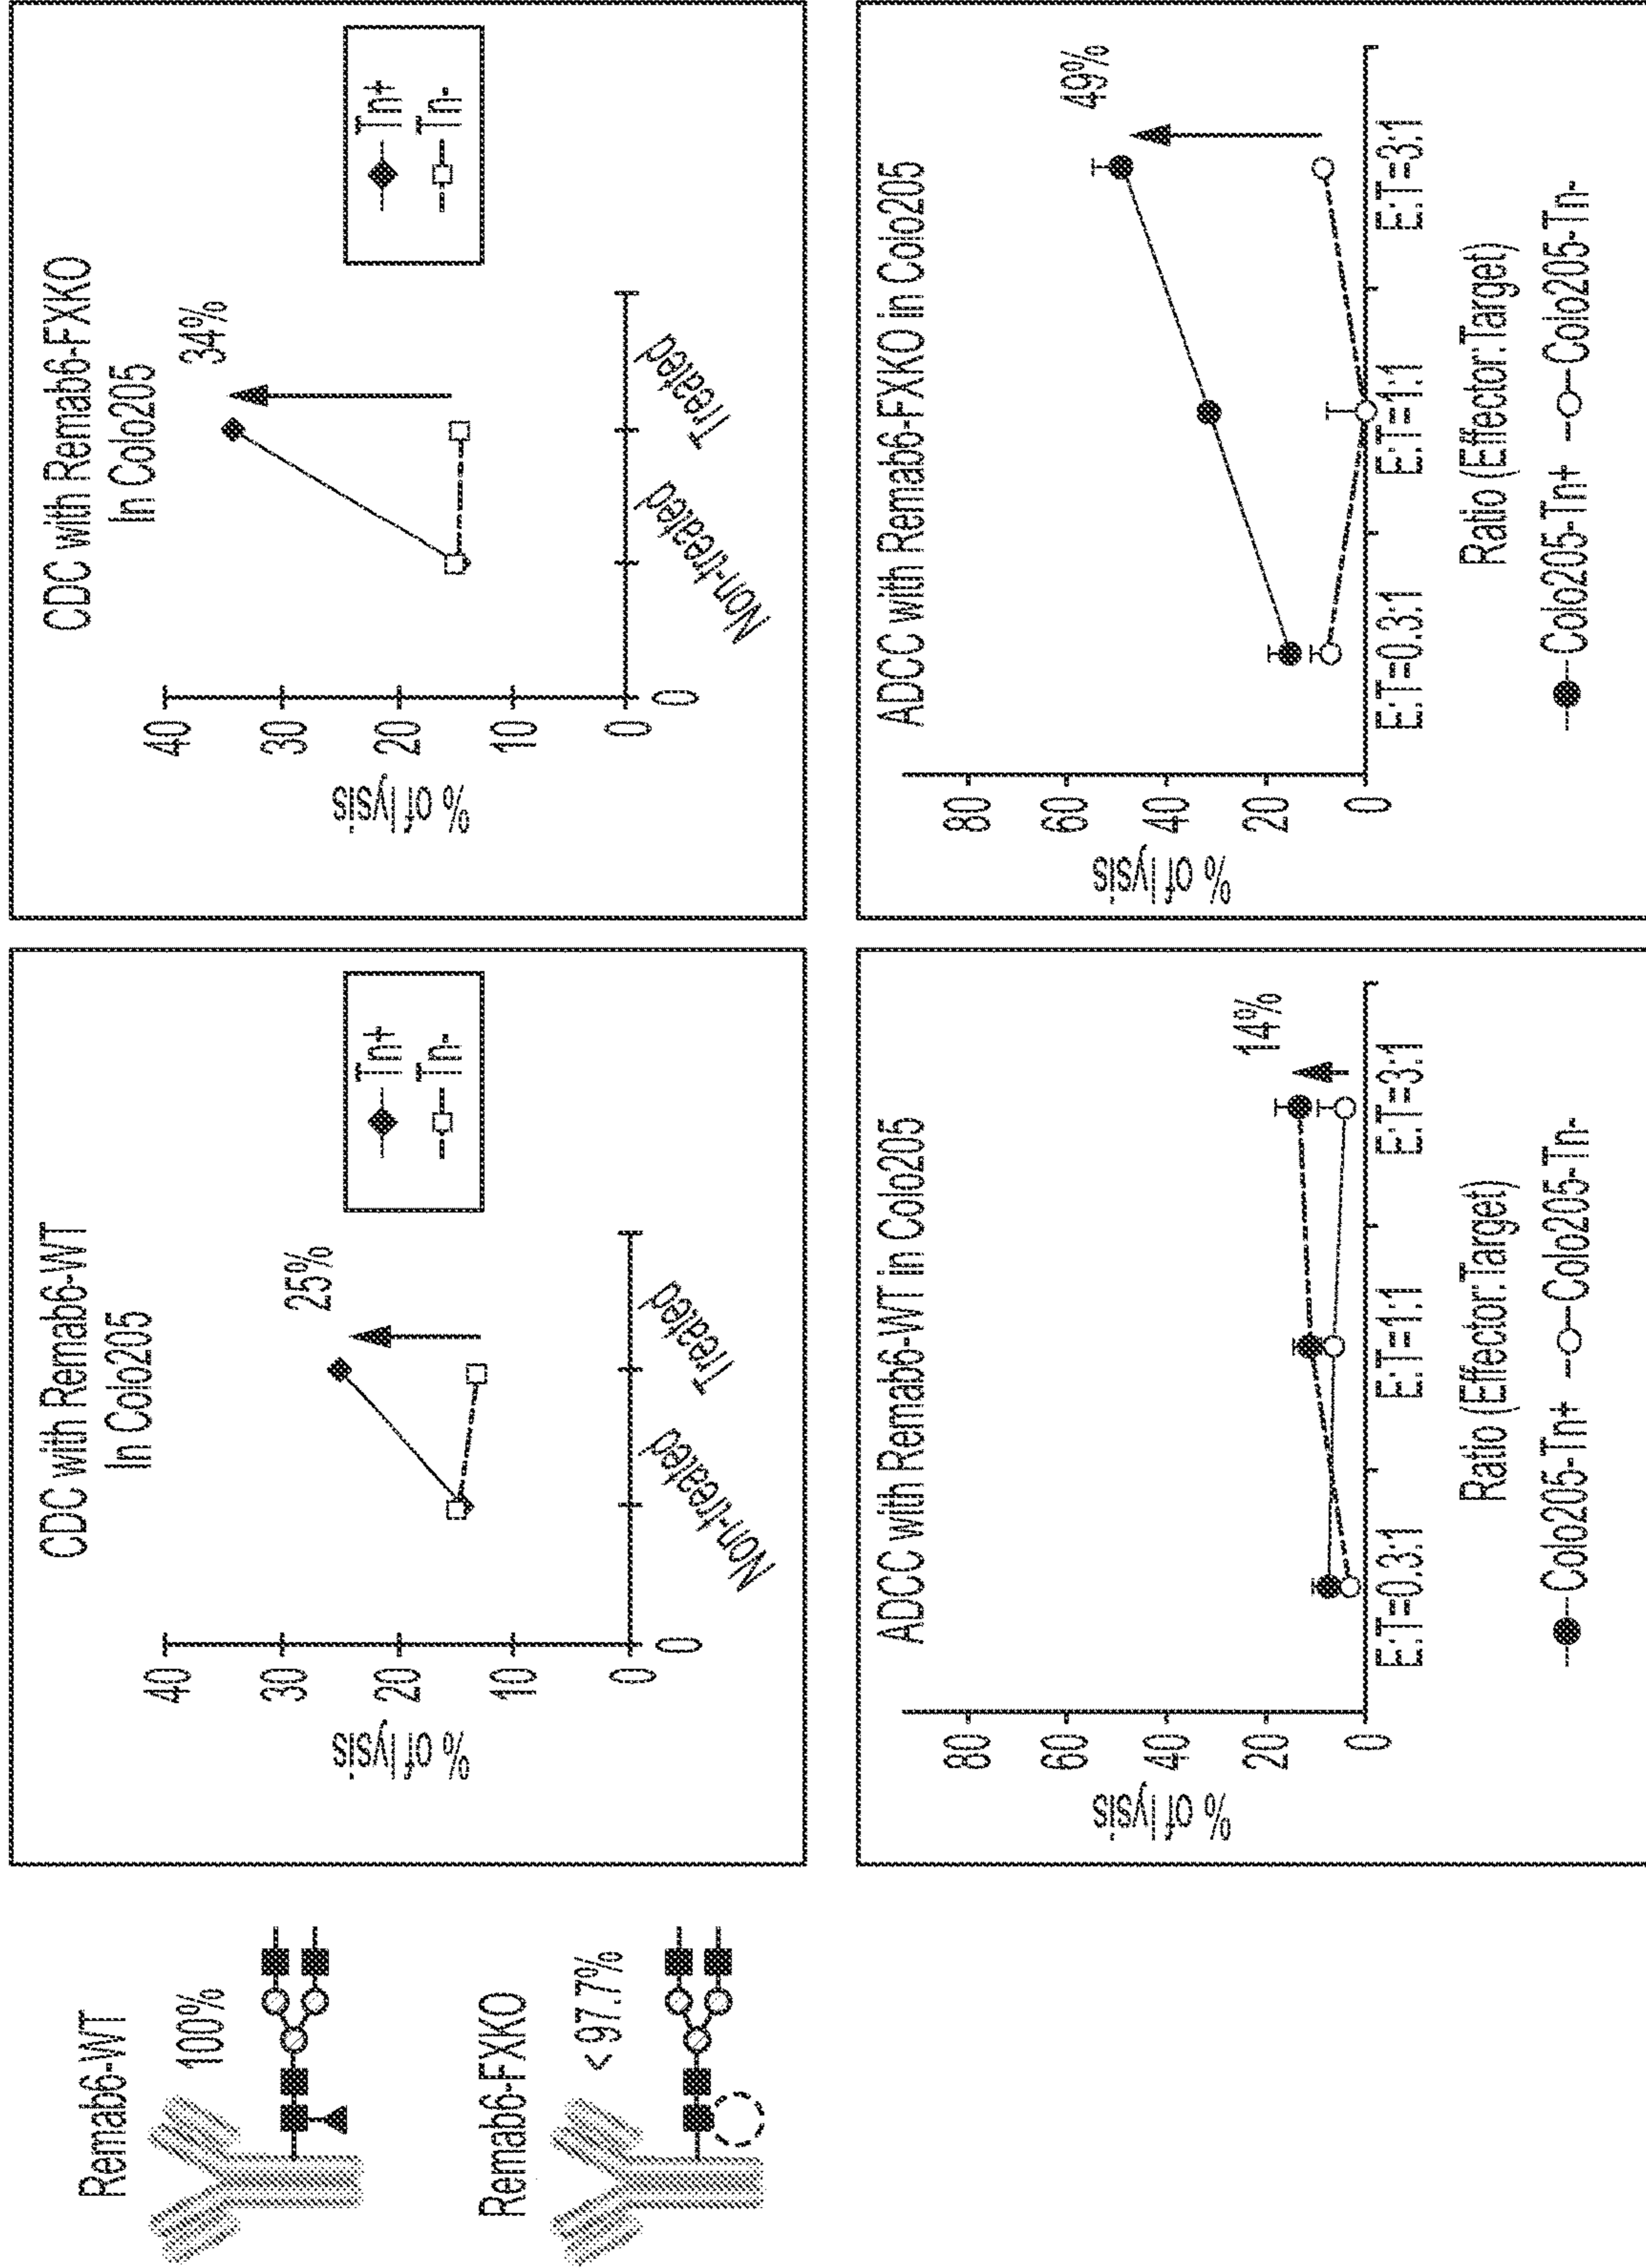 Remab6-WT
100%
Remab6-FXKO
<97.7%
CDC with Remab6-WT
In Colo205
25%
Tn+
Tn-
% of lysis
40
30
20
10
0
0
Non-treated
Treated
CDC with Remab6-FXKO
In Colo205
34%
Tn+
Tn-
% of lysis
40
30
20
10
0
0
Non-treated
Treated
ADCC with Remab6-WT in Colo205
14%
% of lysis
80
60
40
20
0
E:T=0.3:1 E:T=1:1 E:T=3:1
Ratio (Effector:Target)
Colo205-Tn+ Colo205-Tn-
ADCC with Remab6-FXKO in Colo205
49%
% of lysis
80
60
40
20
0
E:T=0.3:1 E:T=1:1 E:T=3:1
Ratio (Effector:Target)
Colo205-Tn+ Colo205-Tn-